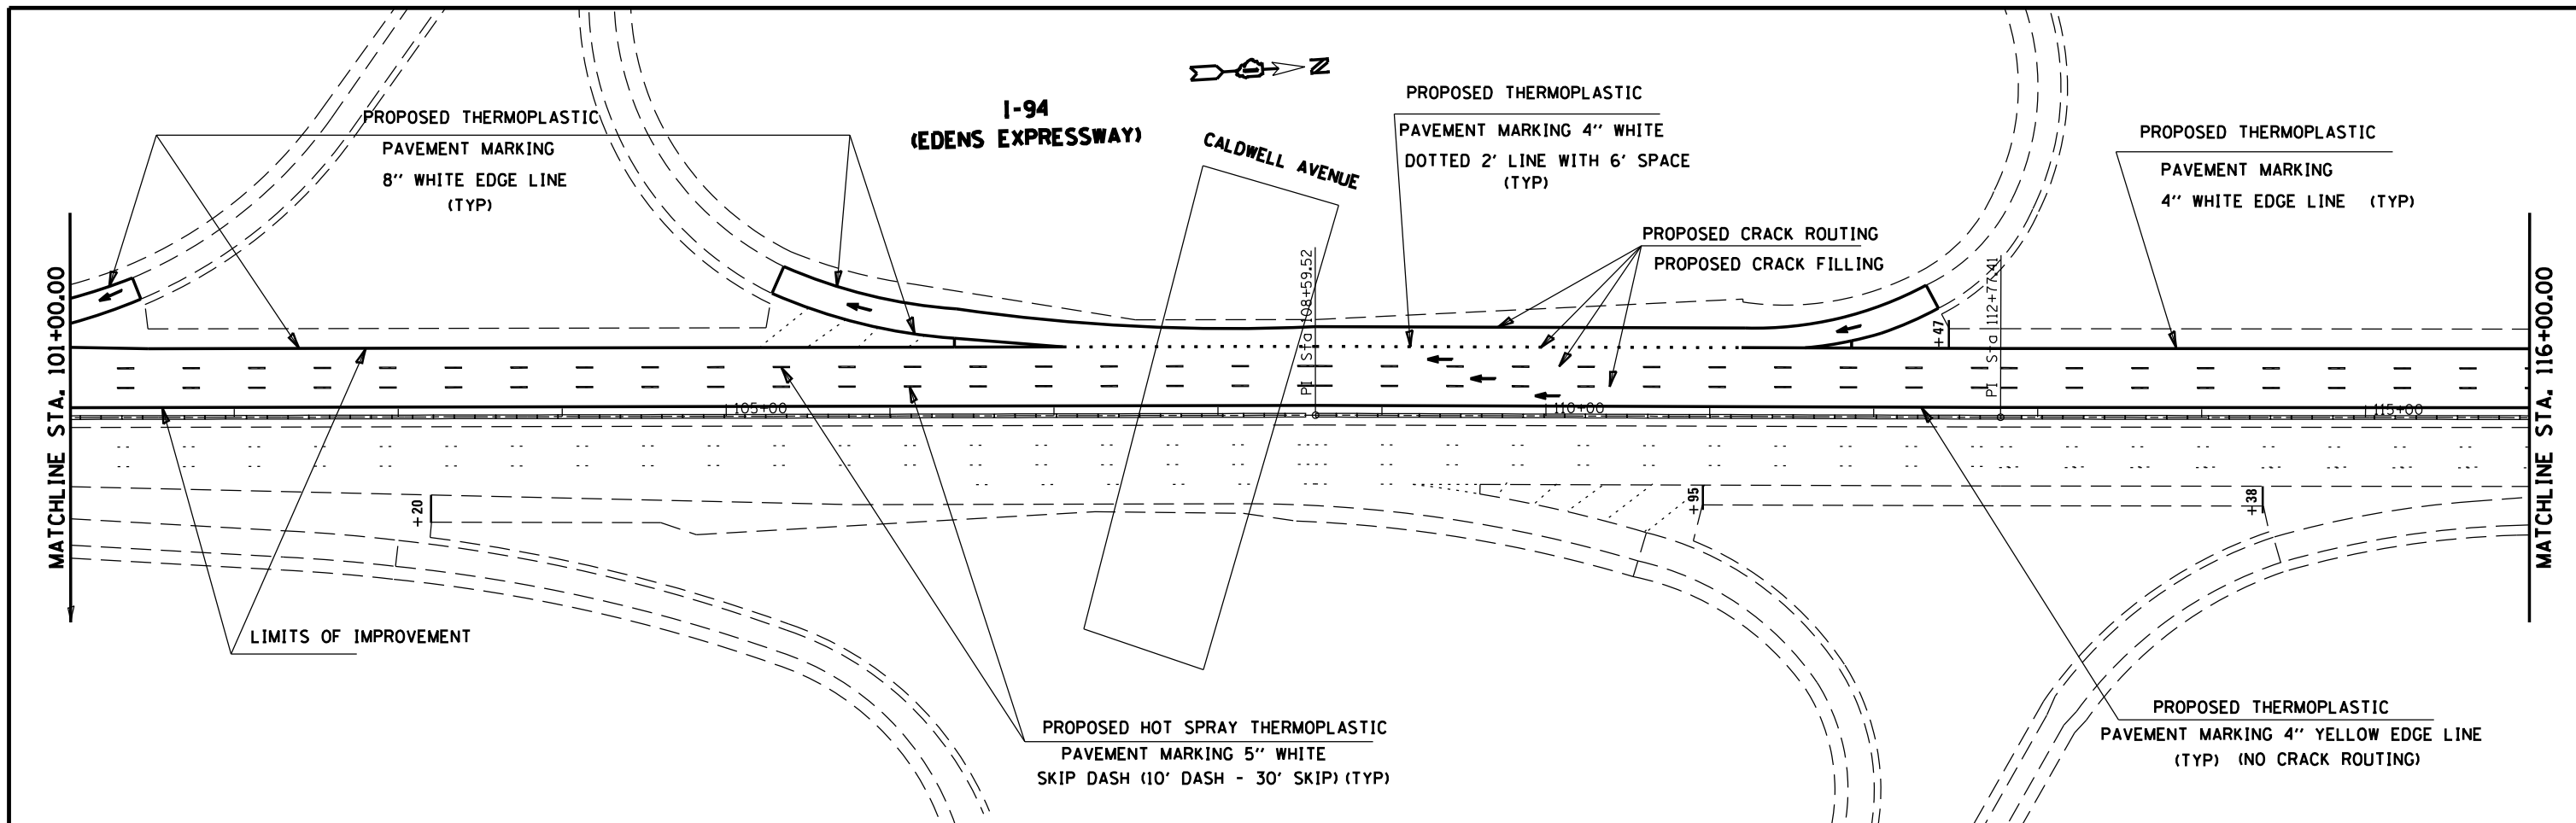 N
I-94
(EDENS EXPRESSWAY)
CALDWELL AVENUE
PROPOSED THERMOPLASTIC
PAVEMENT MARKING
8'' WHITE EDGE LINE
(TYP)
PROPOSED THERMOPLASTIC
PAVEMENT MARKING 4'' WHITE
DOTTED 2' LINE WITH 6' SPACE
(TYP)
PROPOSED THERMOPLASTIC
PAVEMENT MARKING
4'' WHITE EDGE LINE (TYP)
PROPOSED CRACK ROUTING
PROPOSED CRACK FILLING
MATCHLINE STA. 101+00.00
PI Sta 108+59.52
+47
PI Sta 112+77.41
MATCHLINE STA. 116+00.00
105+00
110+00
115+00
+20
+95
+38
LIMITS OF IMPROVEMENT
PROPOSED HOT SPRAY THERMOPLASTIC
PAVEMENT MARKING 5'' WHITE
SKIP DASH (10' DASH - 30' SKIP) (TYP)
PROPOSED THERMOPLASTIC
PAVEMENT MARKING 4'' YELLOW EDGE LINE
(TYP) (NO CRACK ROUTING)